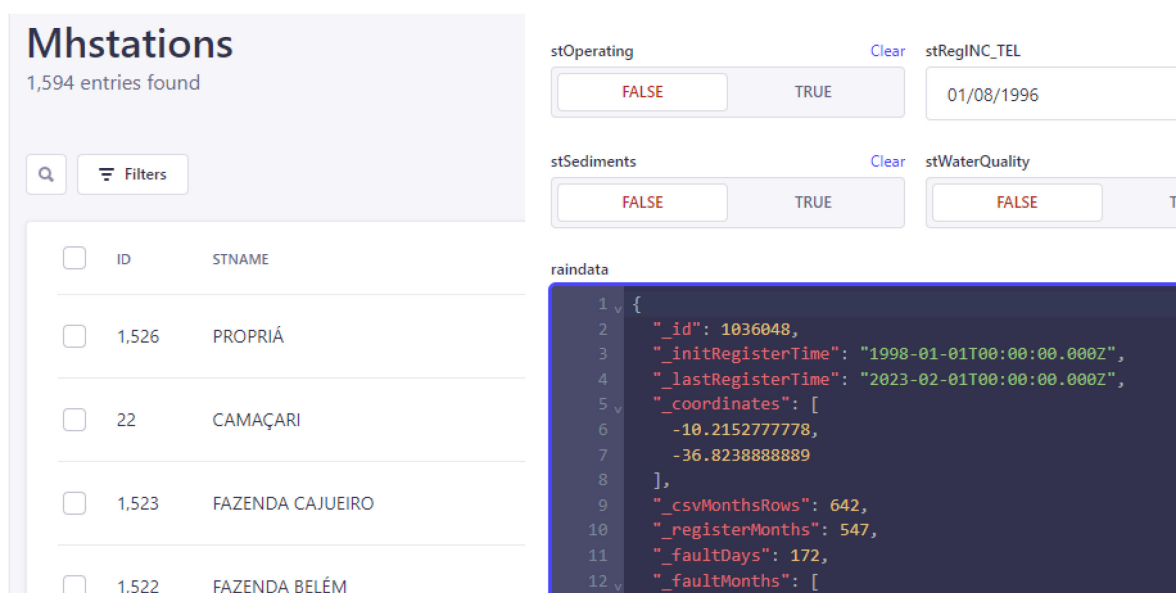 Mhstations
1,594 entries found
Filters
ID STNAME
1,526 PROPRIÁ
22 CAMAÇARI
1,523 FAZENDA CAJUEIRO
1,522 FAZENDA BELÉM
stOperating Clear stRegINC_TEL
FALSE TRUE 01/08/1996
stSediments Clear stWaterQuality
FALSE TRUE FALSE
raindata
1 {
2 "_id": 1036048,
3 "_initRegisterTime": "1998-01-01T00:00:00.000Z",
4 "_lastRegisterTime": "2023-02-01T00:00:00.000Z",
5 "_coordinates": [
6 -10.2152777778,
7 -36.8238888889
8 ],
9 "_csvMonthsRows": 642,
10 "_registerMonths": 547,
11 "_faultDays": 172,
12 "_faultMonths": [